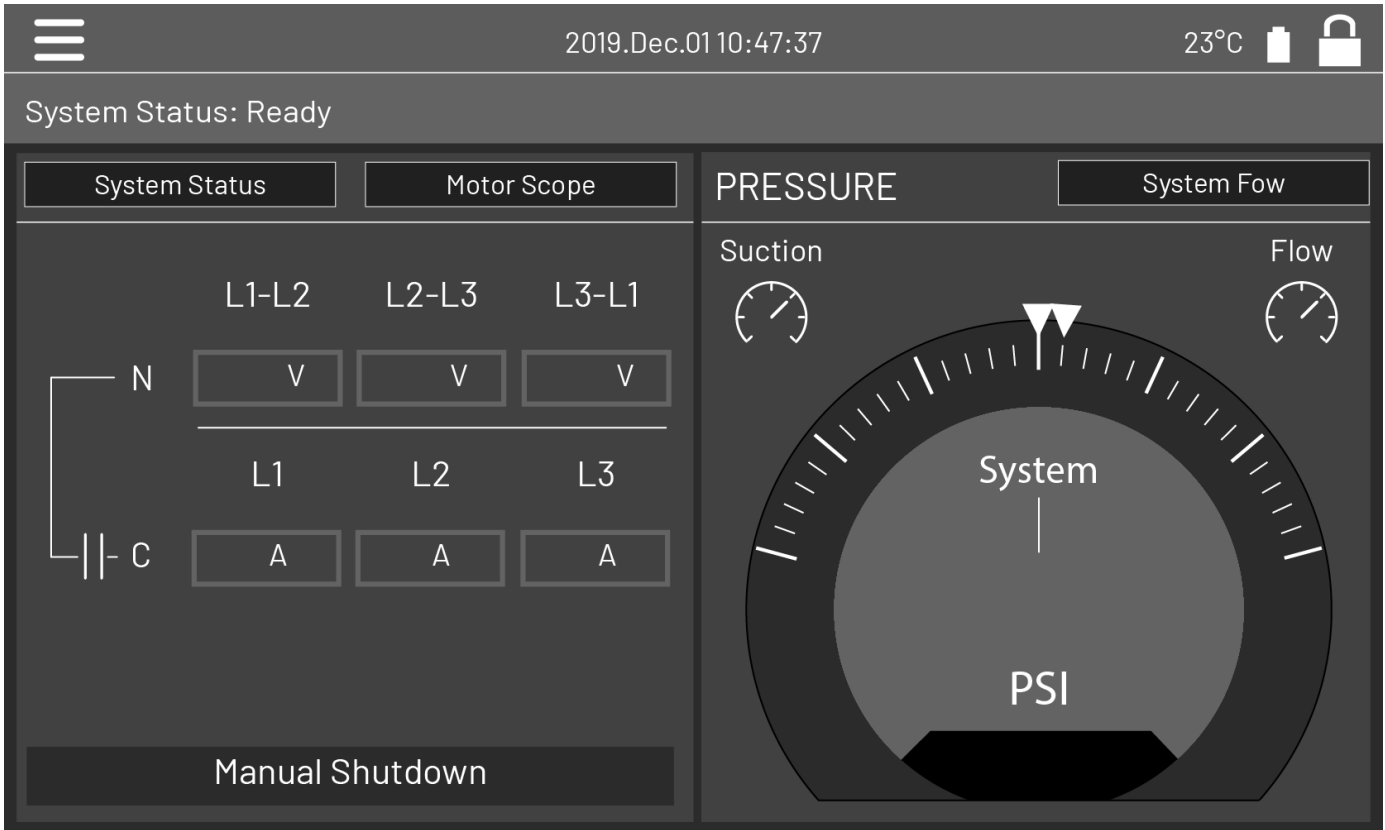 2019.Dec.01 10:47:37
23°C
System Status: Ready
System Status
Motor Scope
PRESSURE
System Fow
Suction
Flow
L1-L2 L2-L3 L3-L1
N V V V
L1 L2 L3
C A A A
System
PSI
Manual Shutdown